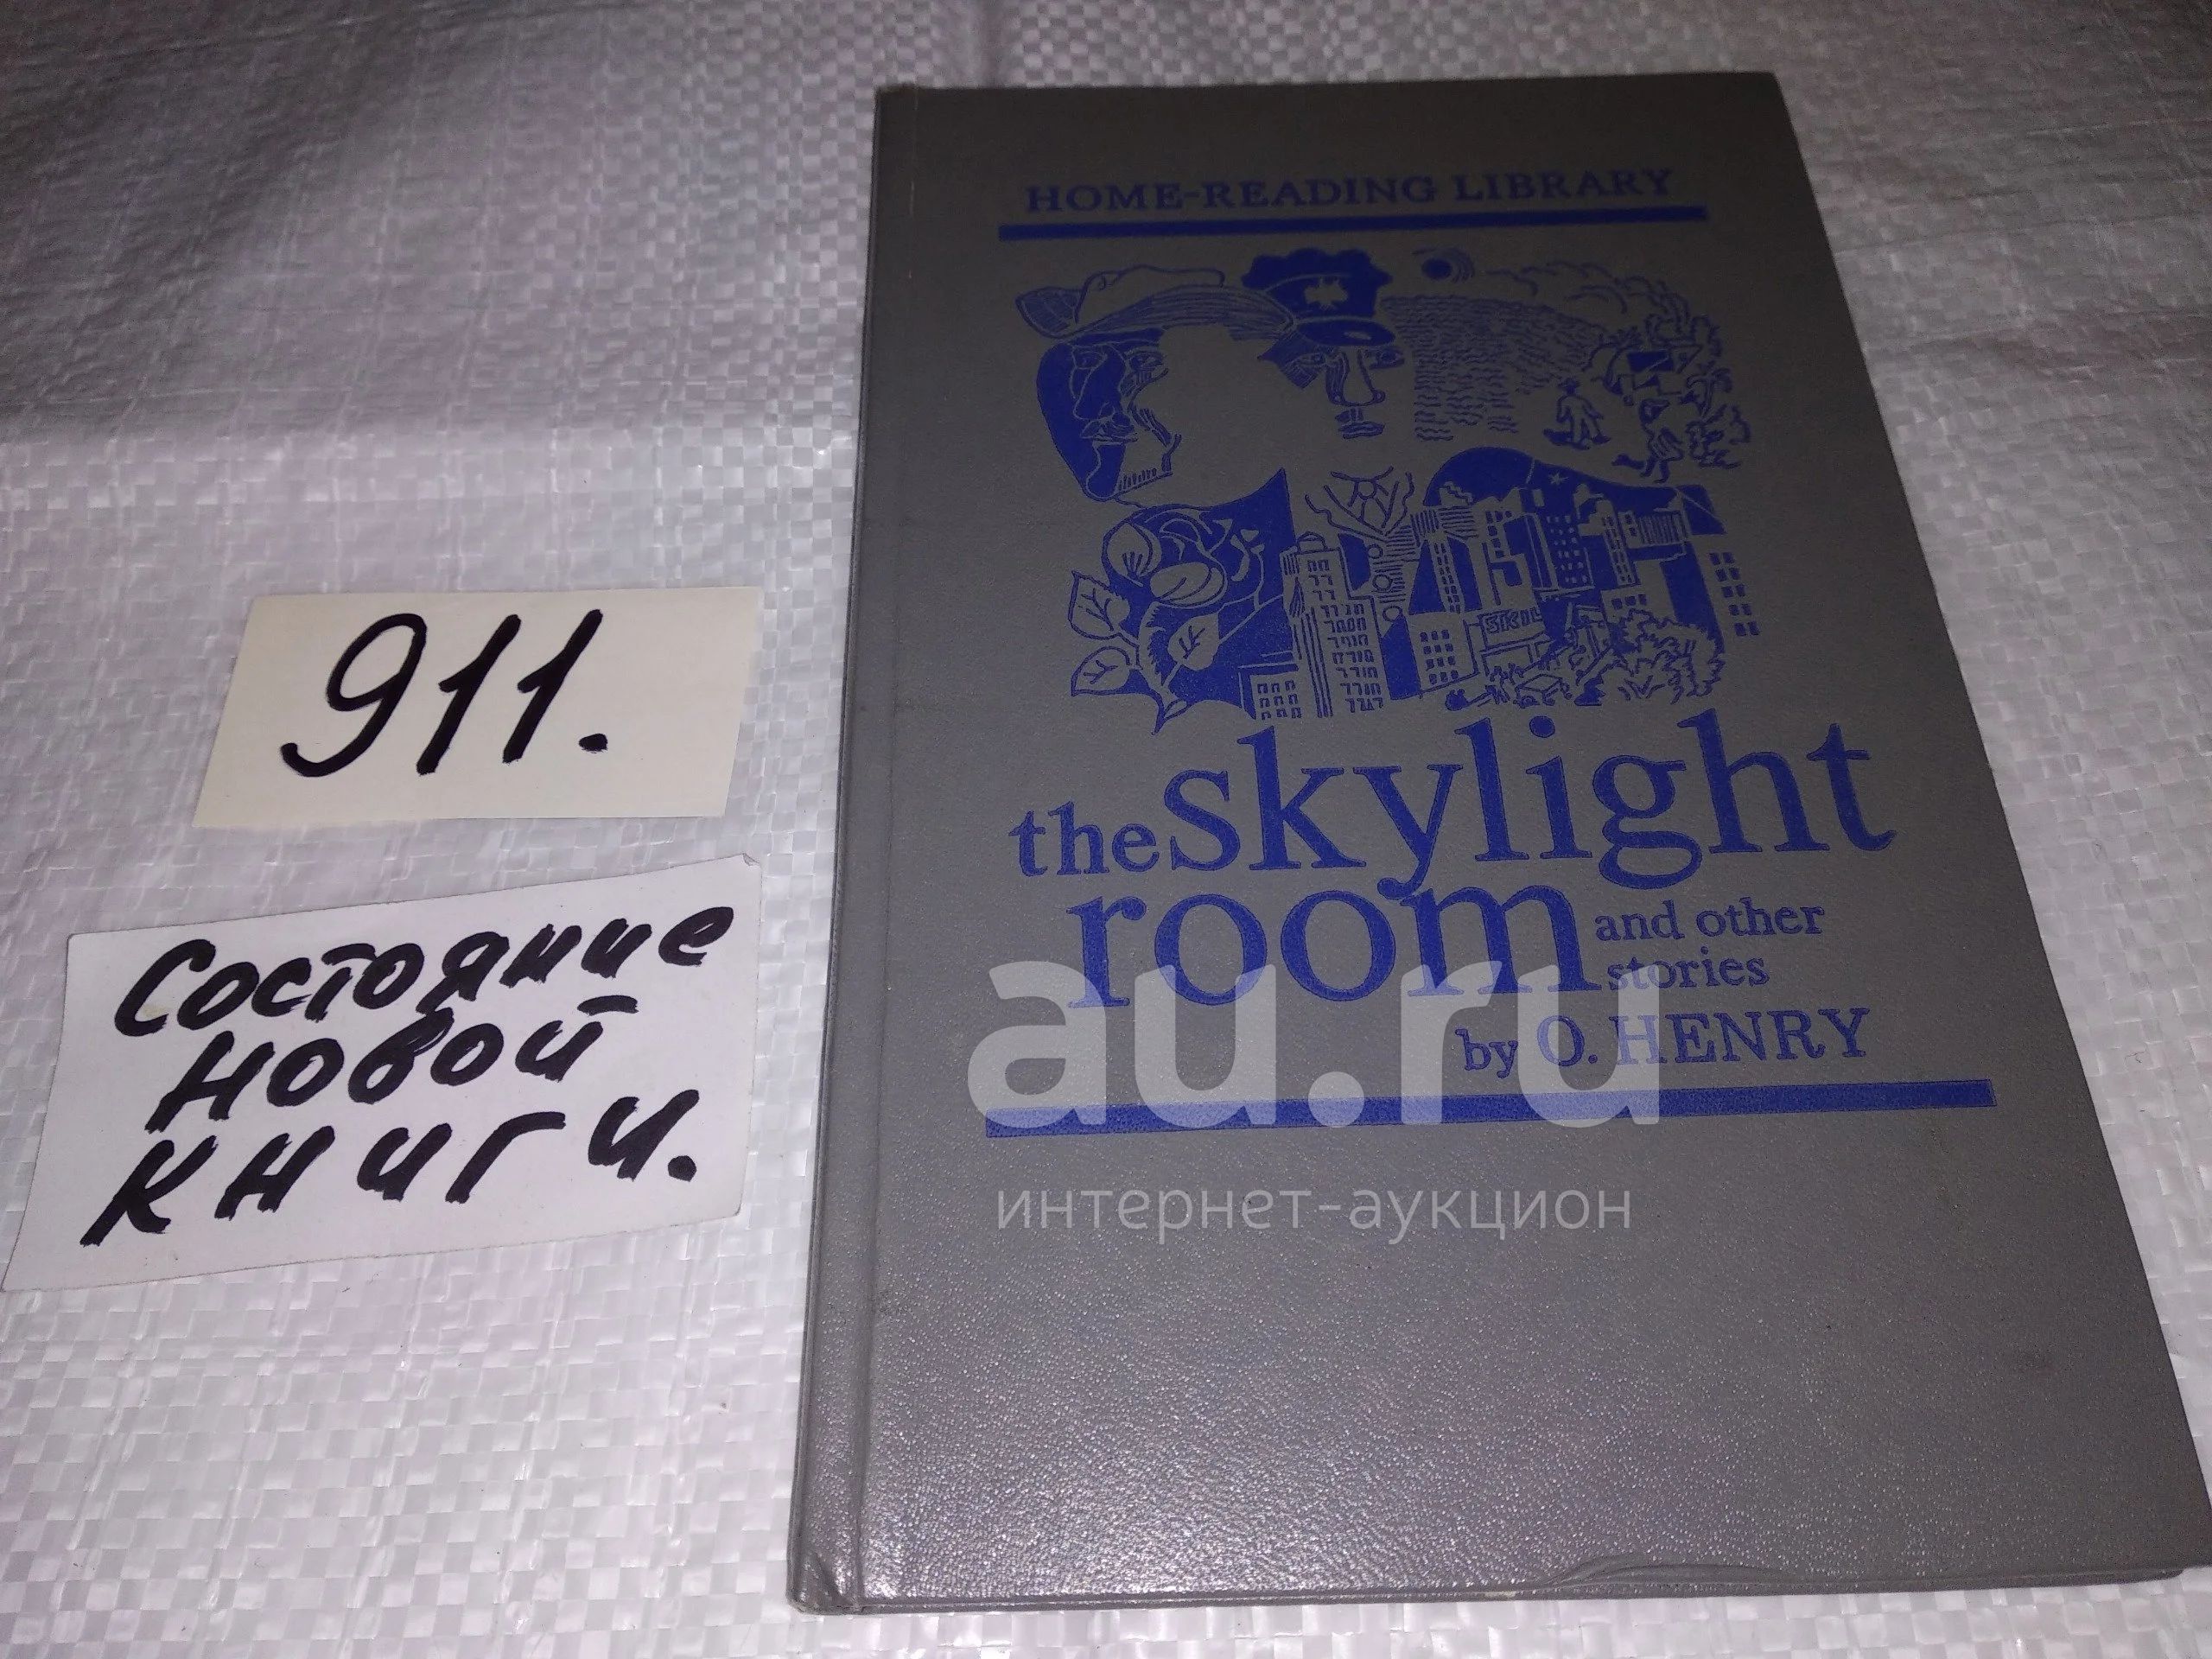 HOME-READING LIBRARY
SKIL
the skylight
room and other
stories
by O. HENRY
au.ru
интернет-аукцион
911.
Состояние
новой
книги.